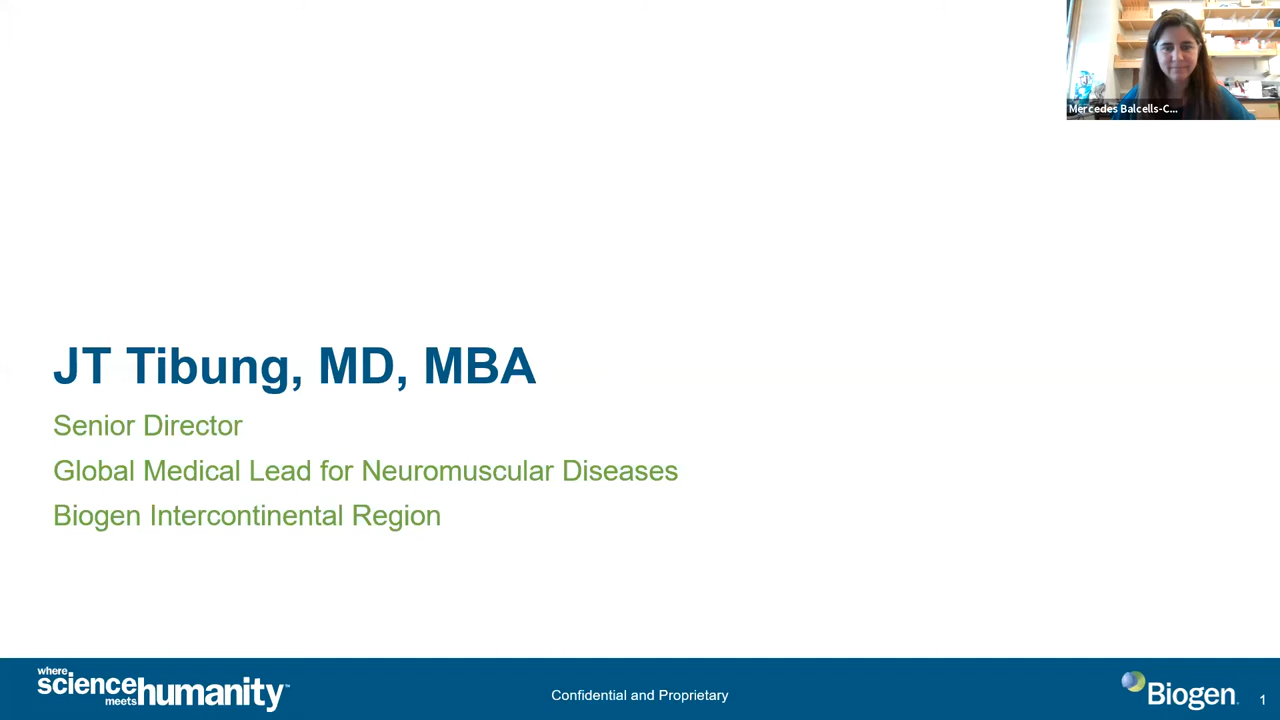 Mercedes Balcells-C...
JT Tibung, MD, MBA
Senior Director
Global Medical Lead for Neuromuscular Diseases
Biogen Intercontinental Region
where
science
meets humanity™
Confidential and Proprietary
Biogen.
1